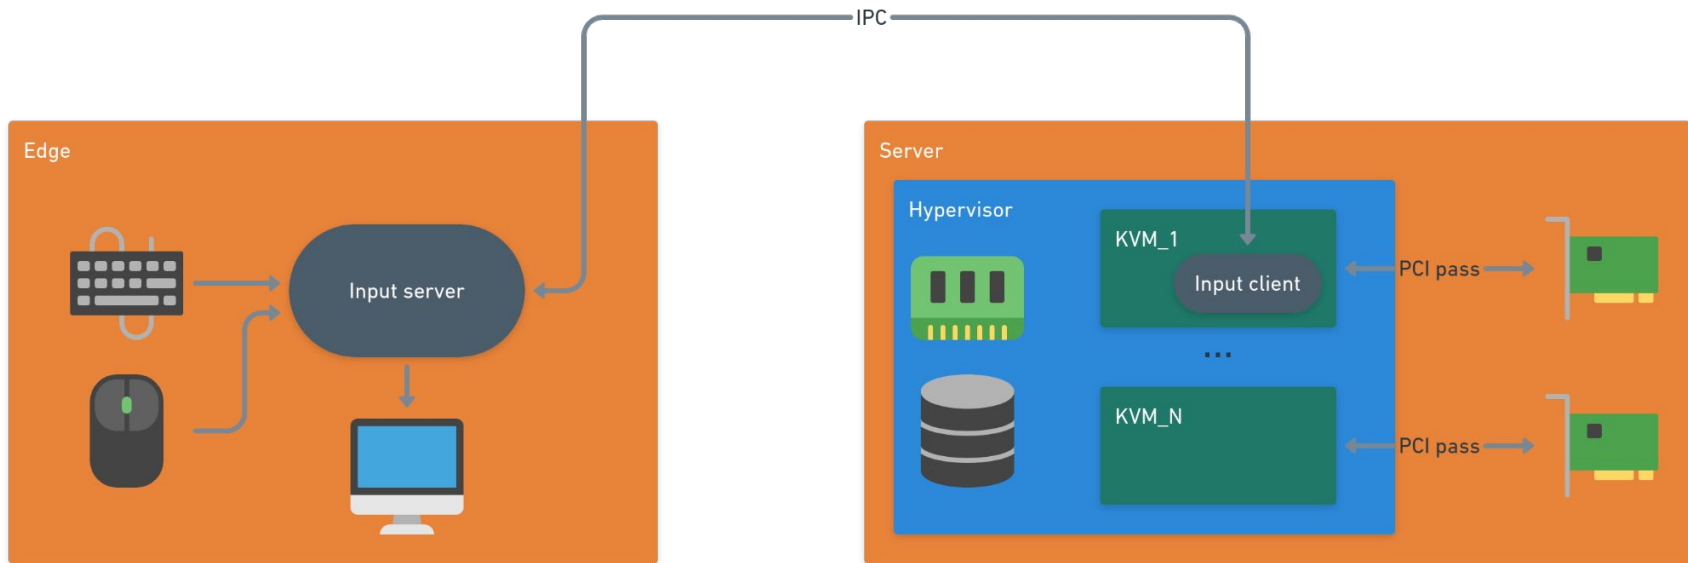 IPC
Edge
Input server
Server
Hypervisor
KVM_1
Input client
PCI pass
...
KVM_N
PCI pass